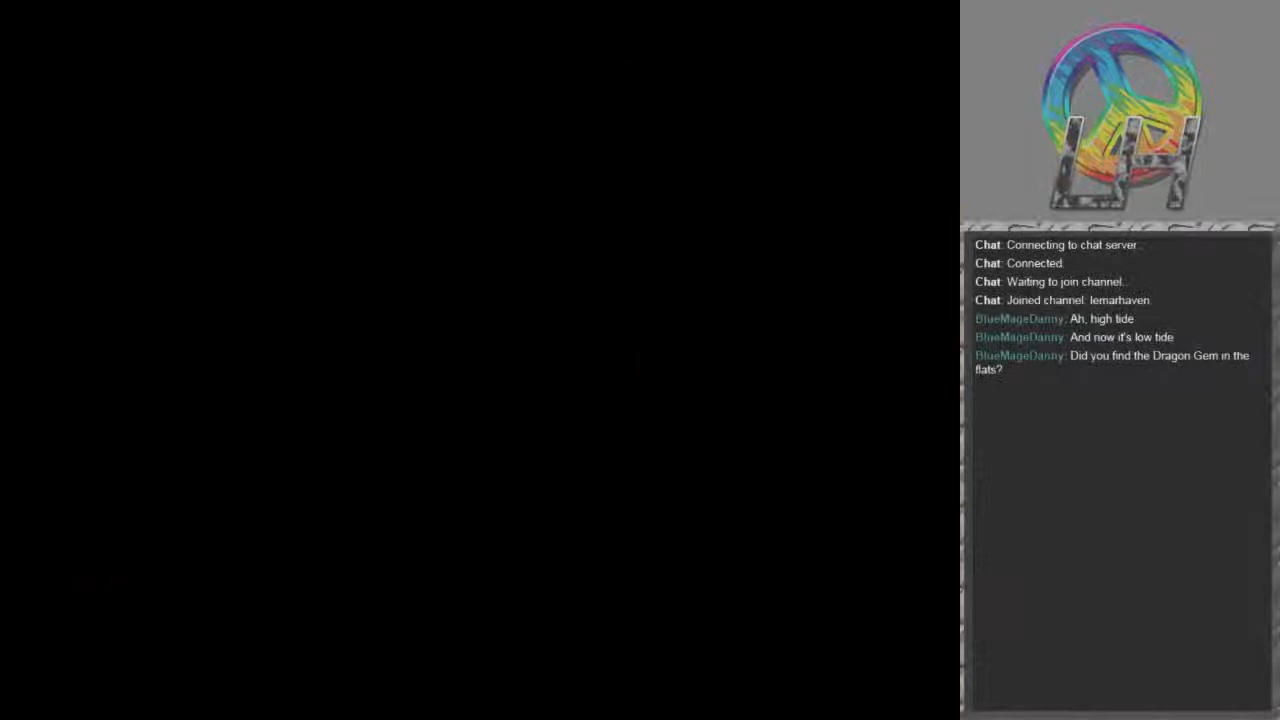 LH
Chat: Connecting to chat server..
Chat: Connected.
Chat: Waiting to join channel...
Chat: Joined channel: lemarhaven
BlueMageDanny: Ah, high tide
BlueMageDanny: And now it's low tide
BlueMageDanny: Did you find the Dragon Gem in the
flats?